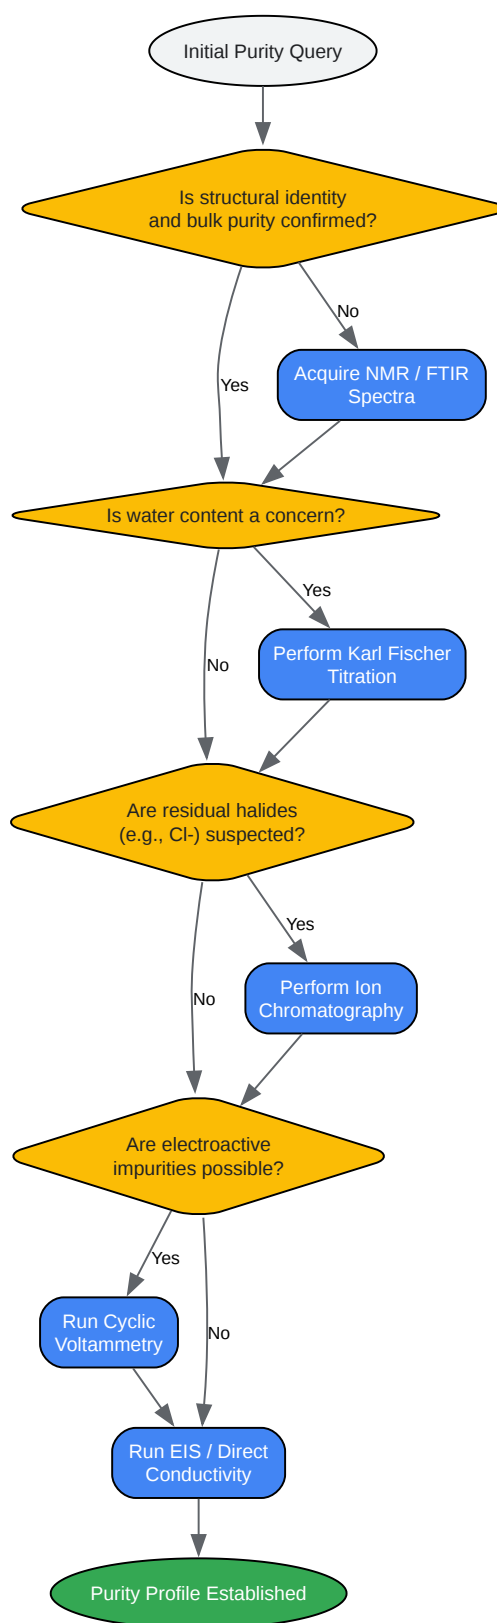 Initial Purity Query
Is structural identity
and bulk purity confirmed?
No
Acquire NMR / FTIR
Spectra
Yes
Is water content a concern?
Yes
Perform Karl Fischer
Titration
No
Are residual halides
(e.g., Cl-) suspected?
Yes
Perform Ion
Chromatography
No
Are electroactive
impurities possible?
Yes
Run Cyclic
Voltammetry
No
Run EIS / Direct
Conductivity
Purity Profile Established